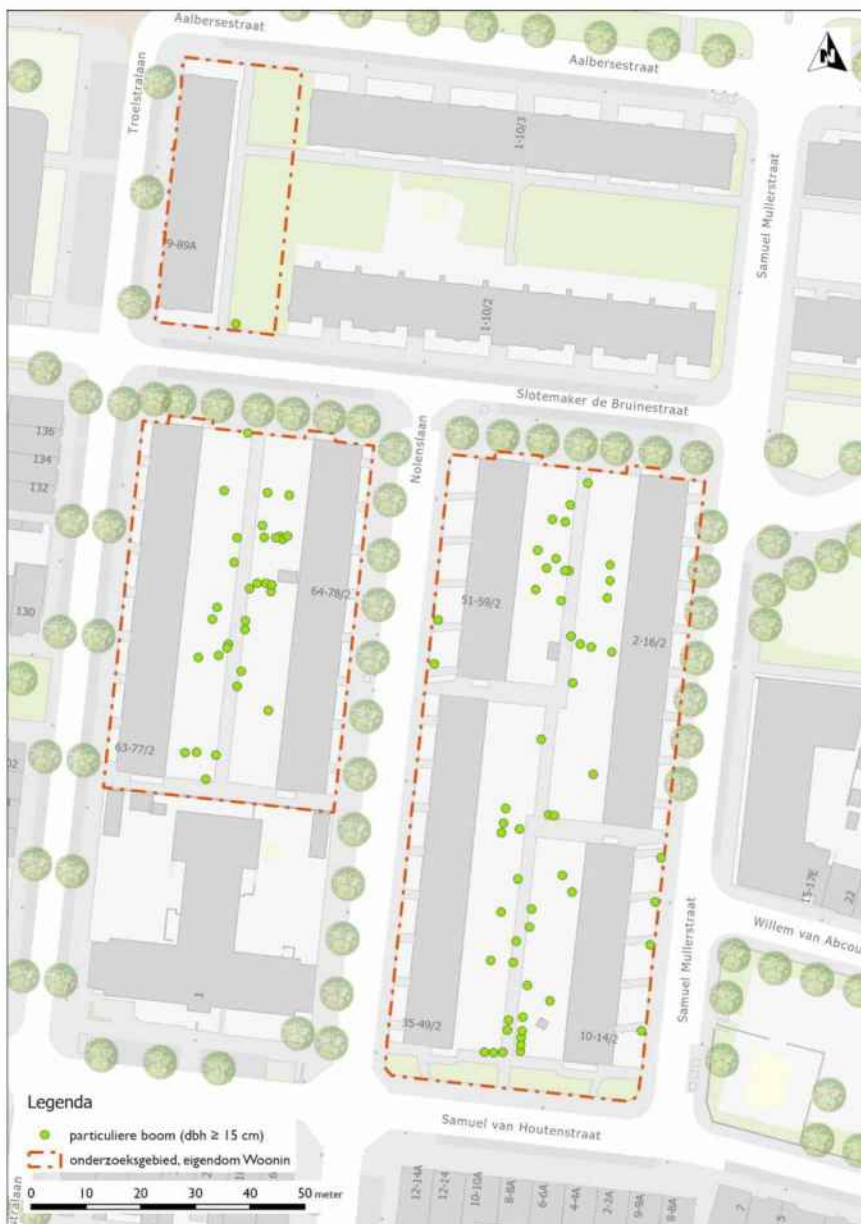 Aalbersestraat
Aalbersestraat
N
Troelstralaan
1-10/3
Samuel Mullerstraat
9-89A
1-10/2
Slotemaker de Bruinestraat
Nolenslaan
136
134
132
130
64-78/2
51-59/2
2-16/2
63-77/2
15-17E
22
Willem van Abcou
1
35-49/2
10-14/2
Samuel Mullerstraat
Samuel van Houtenstraat
Legenda
particuliere boom (dbh ≥ 15 cm)
onderzoeksgebied, eigendom Woonin
0 10 20 30 40 50 meter
12-14A
12-14
10-10A
8-8A
6-6A
4-4A
2-2A
9-9A
8-8A
7
stralaan